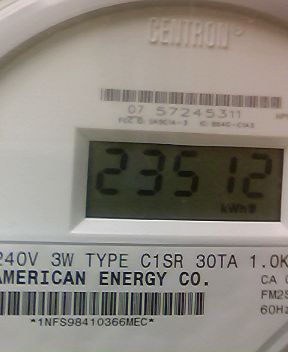 CENTRON
07 57245311
23512
kWh
240V 3W TYPE C1SR 30TA 1.0K
AMERICAN ENERGY CO.
CA
FM2S
60Hz
*1NFS98410366MEC*